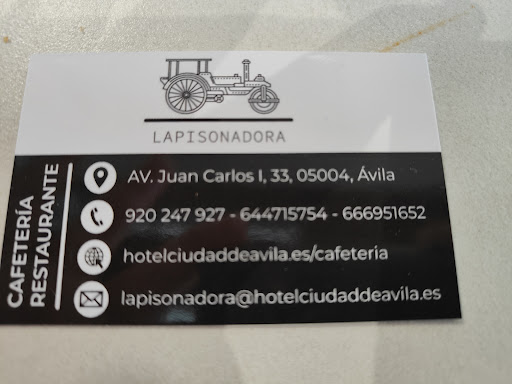 LAPISONADORA
CAFETERÍA
RESTAURANTE
AV. Juan Carlos I, 33, 05004, Ávila
920 247 927 - 644715754 - 666951652
hotelciudaddeavila.es/cafeteria
lapisonadora@hotelciudaddeavila.es